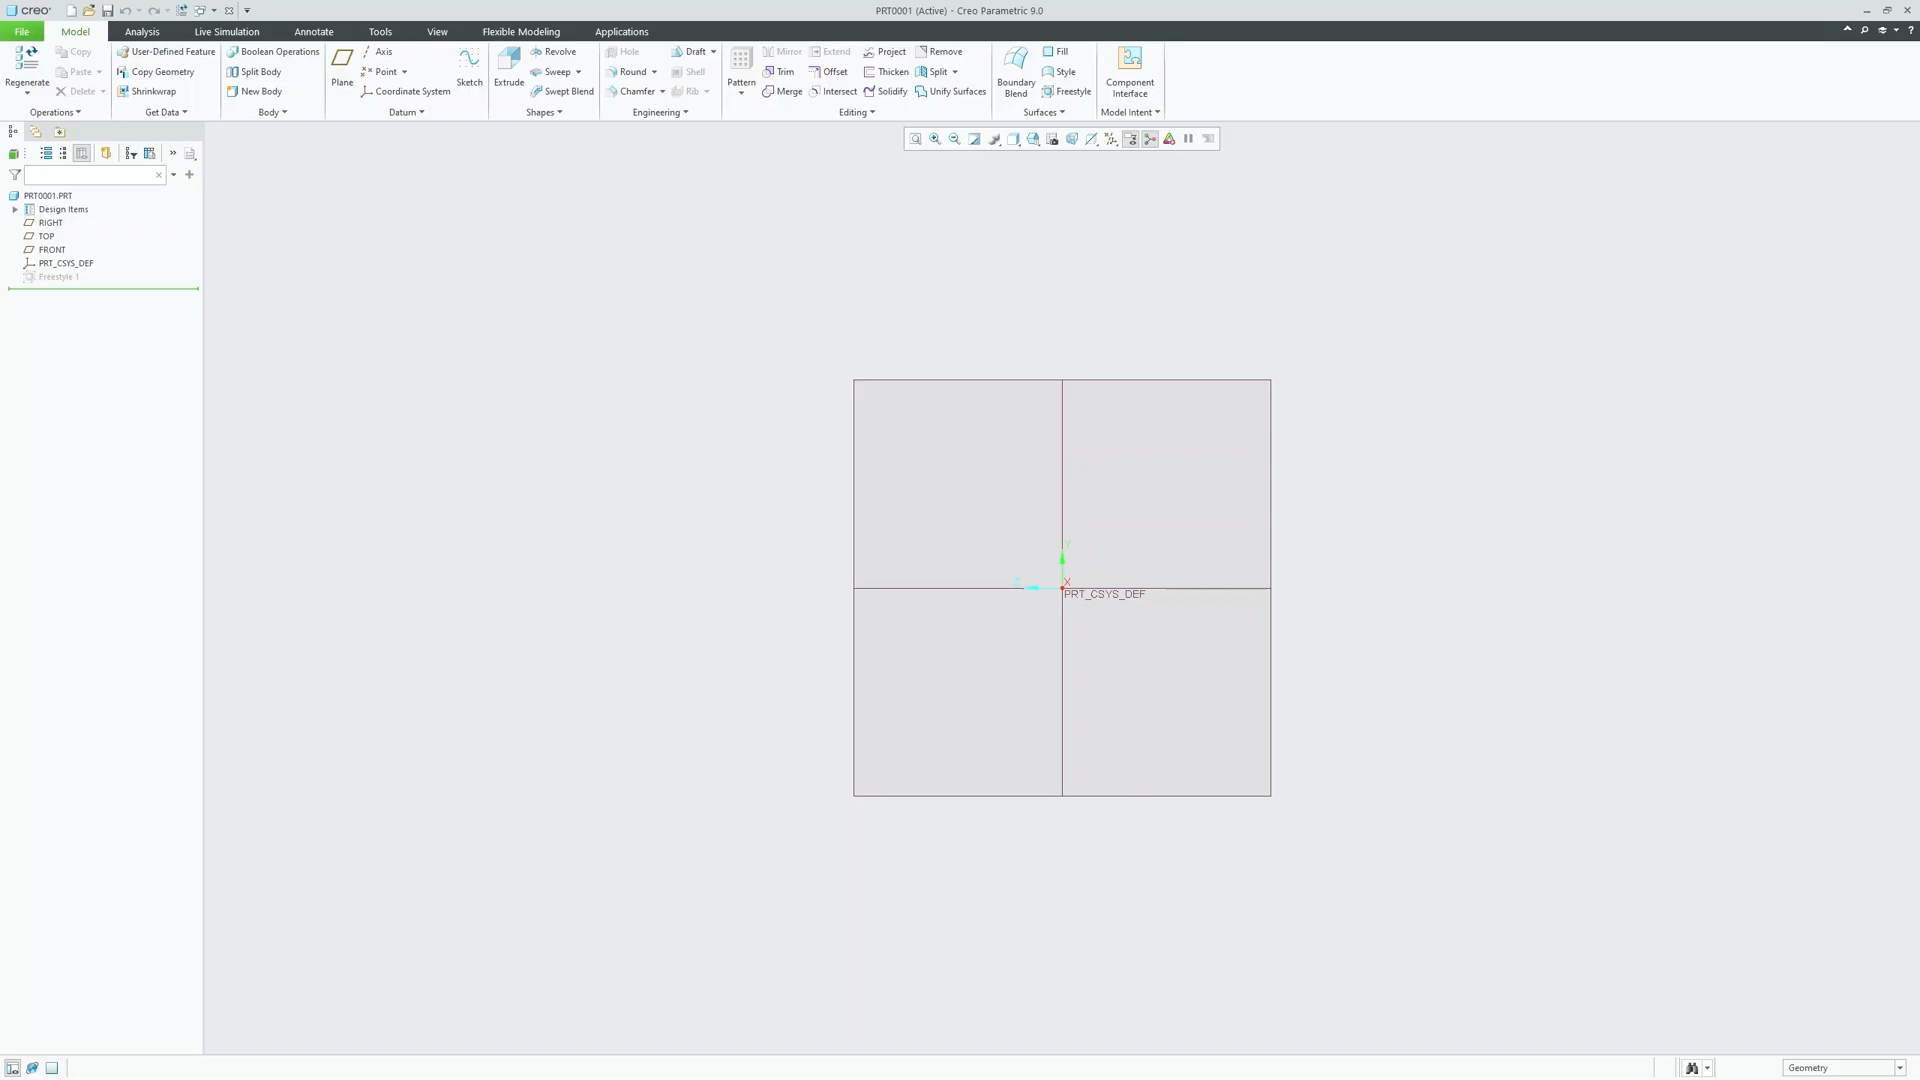 creo
PRT0001 (Active) - Creo Parametric 9.0
File Model Analysis Live Simulation Annotate Tools View Flexible Modeling Applications
Regenerate
Copy
Paste
Delete
Operations
User-Defined Feature
Copy Geometry
Shrinkwrap
Get Data
Boolean Operations
Split Body
New Body
Body
Plane
Axis
Point
Coordinate System
Sketch
Datum
Extrude
Revolve
Sweep
Swept Blend
Shapes
Hole
Round
Chamfer
Draft
Shell
Rib
Engineering
Pattern
Mirror
Trim
Merge
Extend
Offset
Intersect
Project
Thicken
Solidify
Remove
Split
Unify Surfaces
Editing
Boundary
Blend
Fill
Style
Freestyle
Surfaces
Component
Interface
Model Intent
PRT0001.PRT
Design Items
RIGHT
TOP
FRONT
PRT_CSYS_DEF
Freestyle 1
Y
Z
X
PRT_CSYS_DEF
Geometry